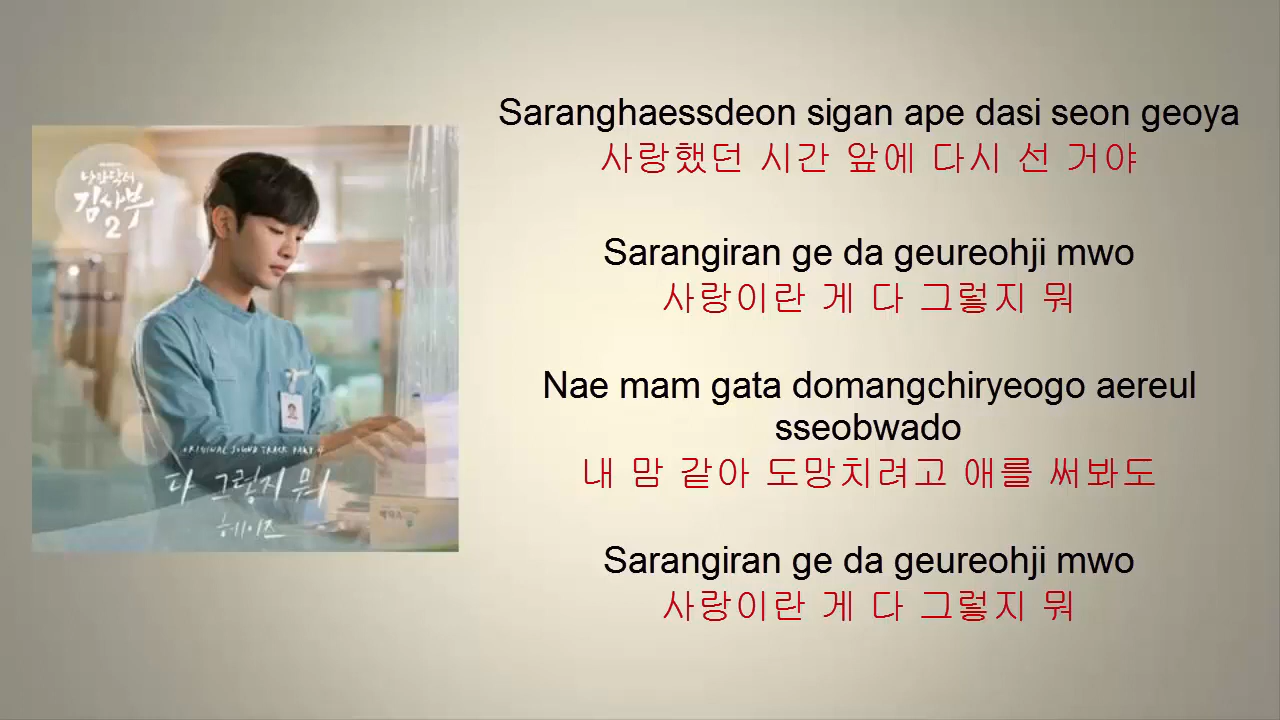 낭만닥터
김사부
2
ORIGINAL SOUND TRACK PART 4
다 그렇지 뭐
헤이즈
Saranghaessdeon sigan ape dasi seon geoya
사랑했던 시간 앞에 다시 선 거야
Sarangiran ge da geureohji mwo
사랑이란 게 다 그렇지 뭐
Nae mam gata domangchiryeogo aereul
sseobwado
내 맘 같아 도망치려고 애를 써봐도
Sarangiran ge da geureohji mwo
사랑이란 게 다 그렇지 뭐